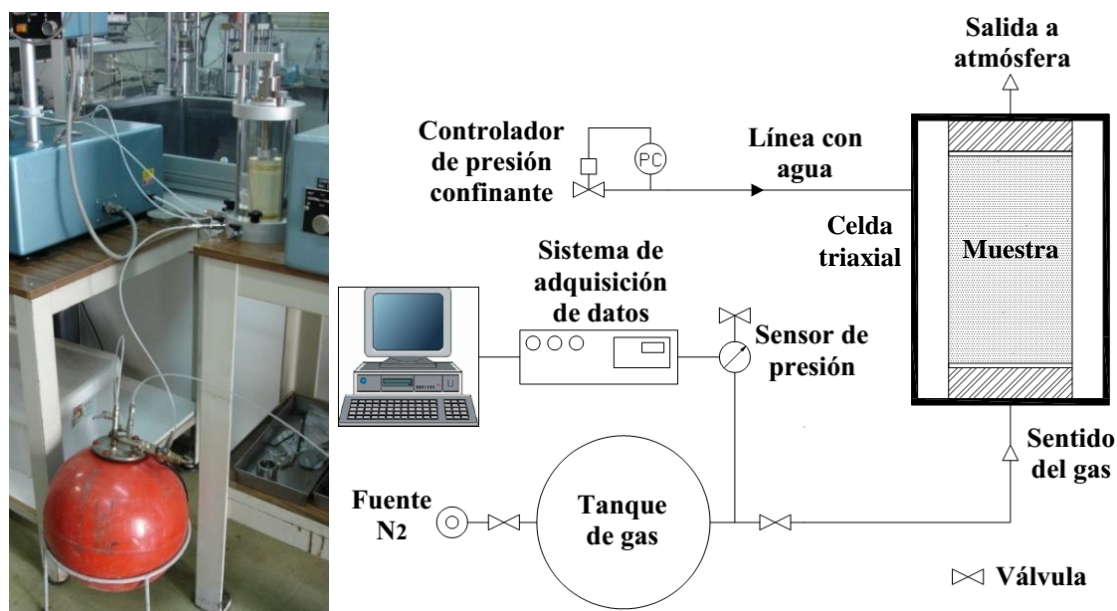 Salida a
atmósfera
Controlador
de presión
confinante
PC
Línea con
agua
Celda
triaxial
Muestra
Sistema de
adquisición
de datos
Sensor de
presión
Sentido
del gas
Fuente
N2
Tanque
de gas
Válvula